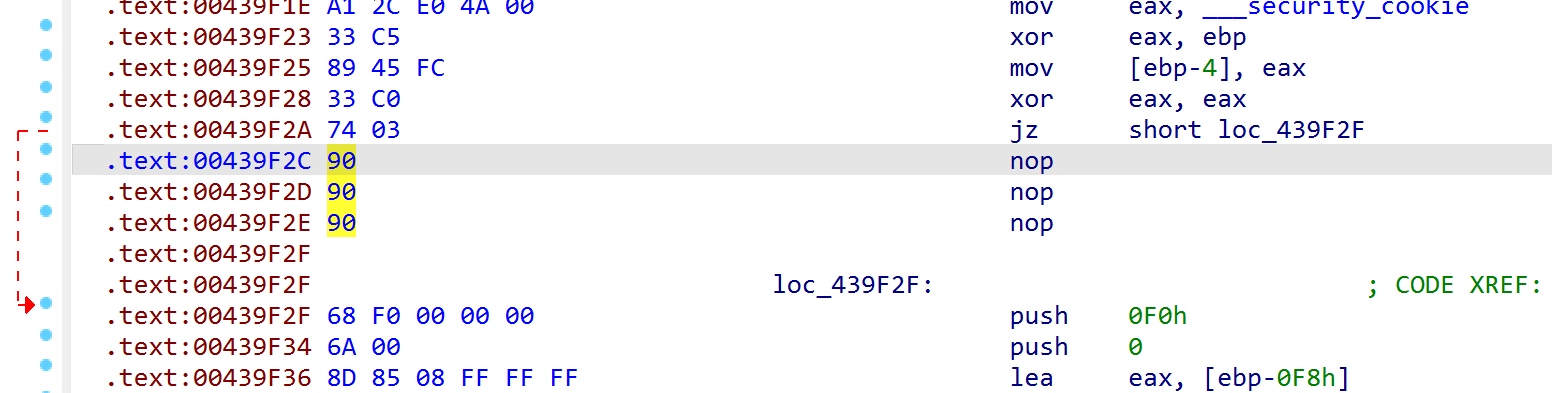 .text:00439F1E A1 2C E0 4A 00 mov eax, ___security_cookie
.text:00439F23 33 C5 xor eax, ebp
.text:00439F25 89 45 FC mov [ebp-4], eax
.text:00439F28 33 C0 xor eax, eax
.text:00439F2A 74 03 jz short loc_439F2F
.text:00439F2C 90 nop
.text:00439F2D 90 nop
.text:00439F2E 90 nop
.text:00439F2F
.text:00439F2F loc_439F2F: ; CODE XREF:
.text:00439F2F 68 F0 00 00 00 push 0F0h
.text:00439F34 6A 00 push 0
.text:00439F36 8D 85 08 FF FF FF lea eax, [ebp-0F8h]